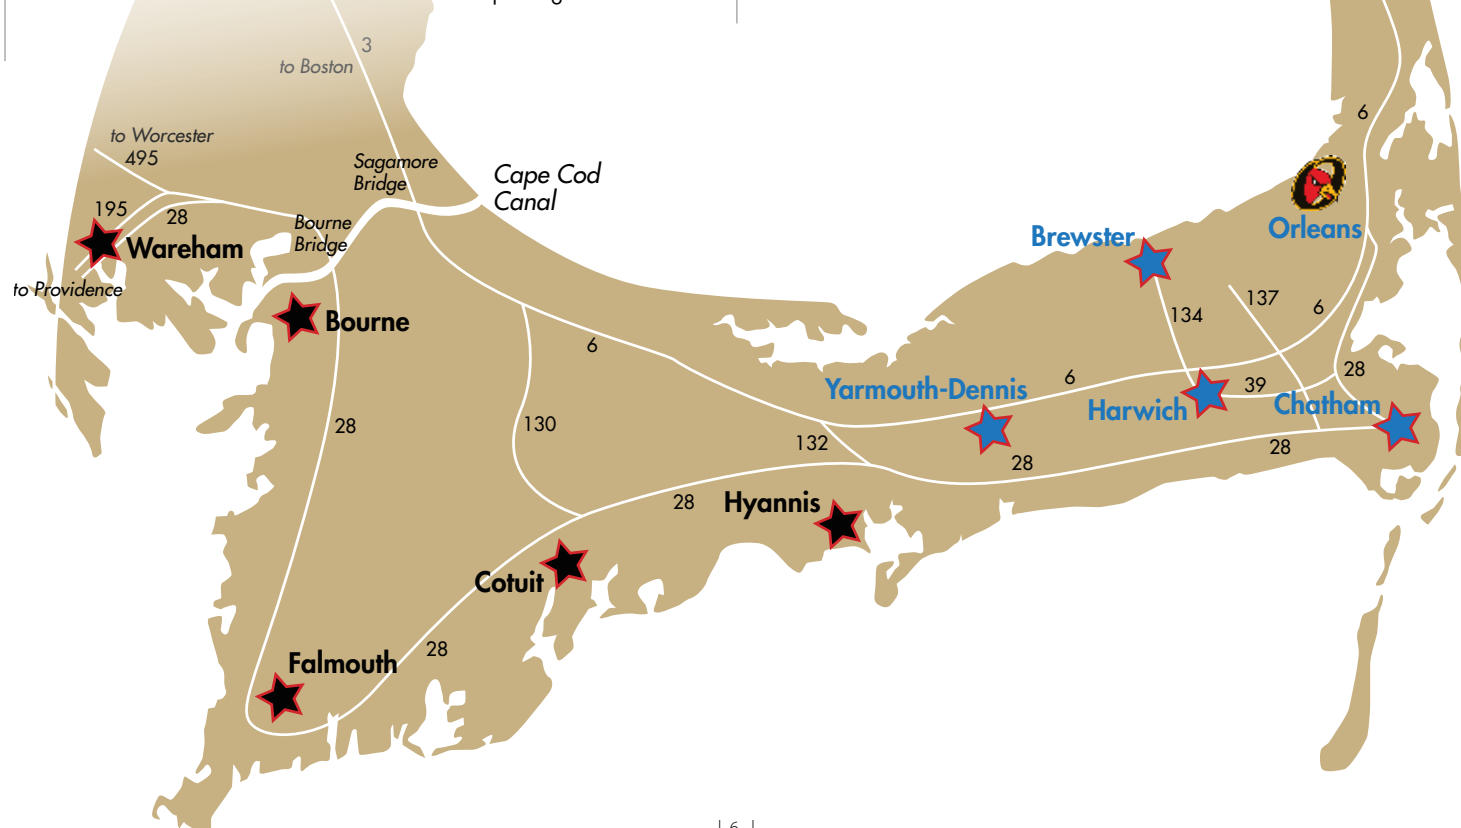 3
to Boston
to Worcester
495
Sagamore
Bridge
Cape Cod
Canal
6
195
28
Bourne
Bridge
Wareham
to Providence
Bourne
Orleans
Brewster
137
134
6
6
6
Yarmouth-Dennis
28
39
Harwich
Chatham
28
130
132
28
28
28
Hyannis
Cotuit
28
Falmouth
| 6 |